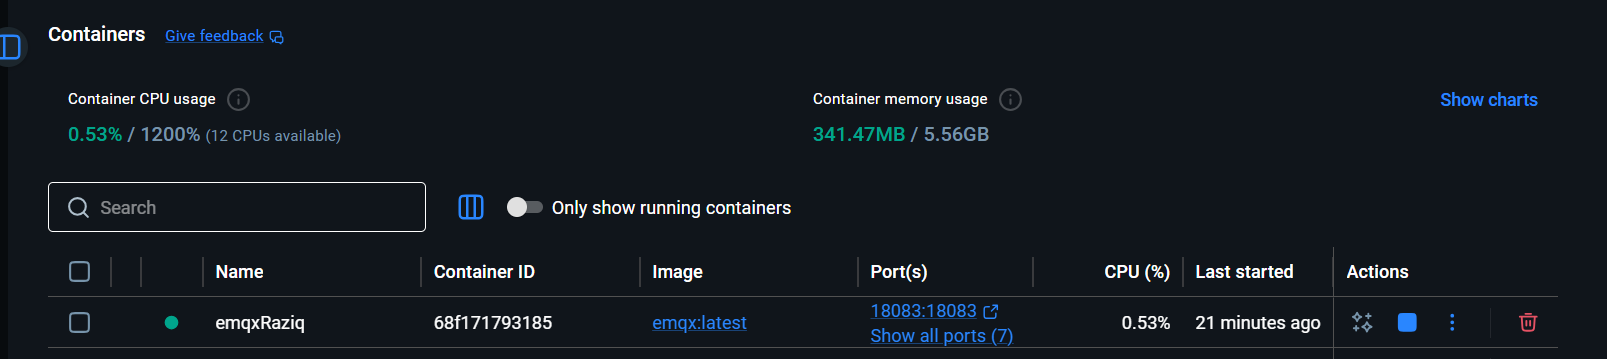 Containers Give feedback
Container CPU usage
0.53% / 1200% (12 CPUs available)
Container memory usage
341.47MB / 5.56GB
Show charts
Search
Only show running containers
Name Container ID Image Port(s) CPU (%) Last started Actions
emqxRaziq 68f171793185 emqx:latest 18083:18083 0.53% 21 minutes ago
Show all ports (7)